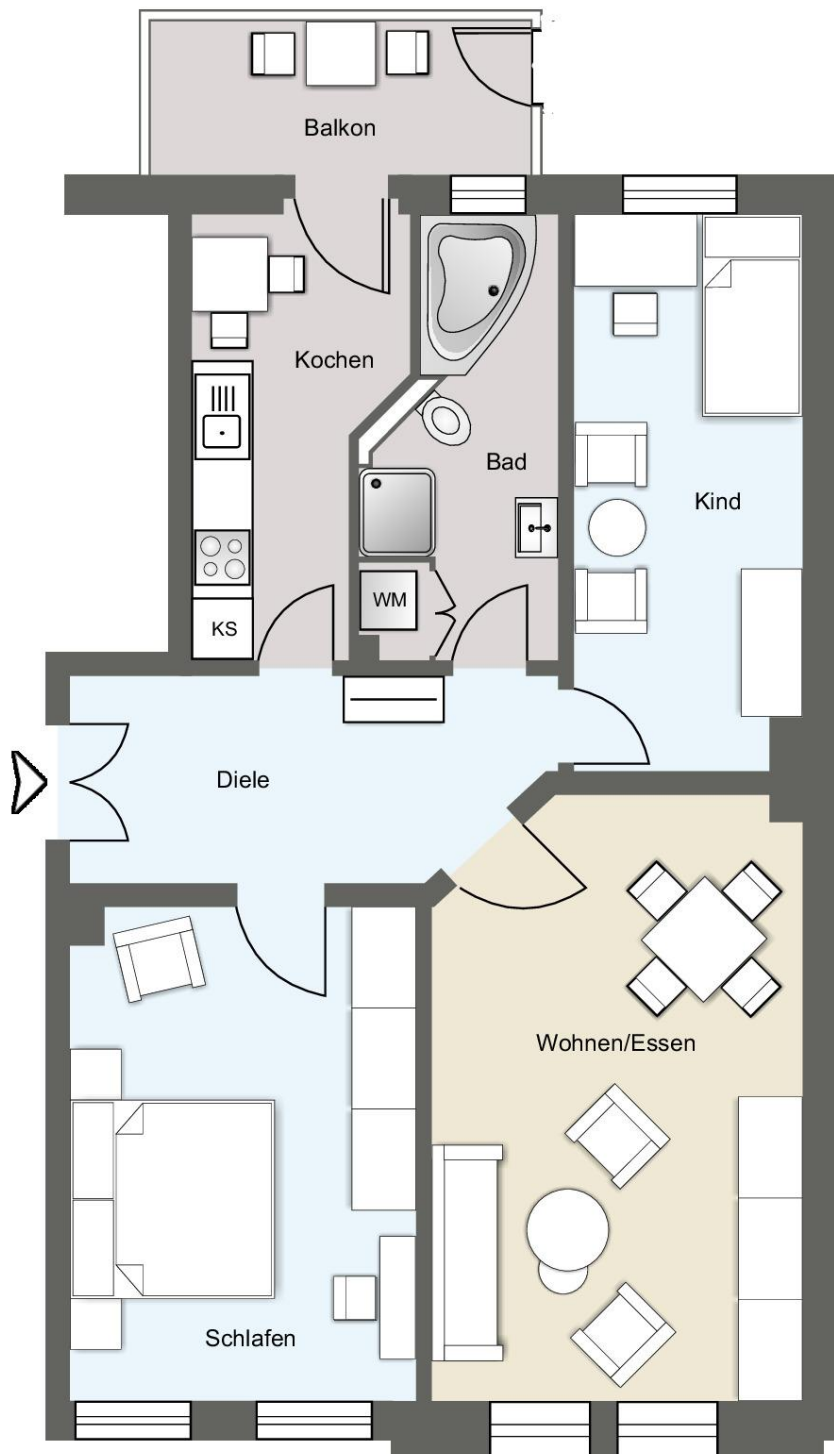 Balkon
Kochen
Bad
Kind
WM
KS
Diele
Wohnen/Essen
Schlafen